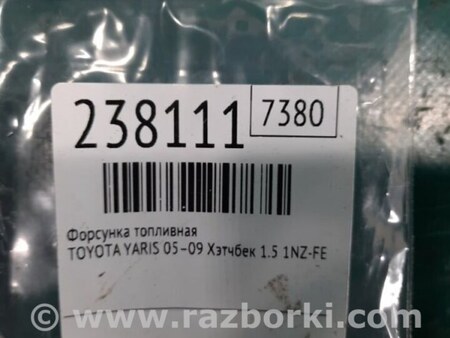 238111 7380
Форсунка топливная
TOYOTA YARIS 05-09 Хэтчбек 1.5 1NZ-FE
© www.razborki.com